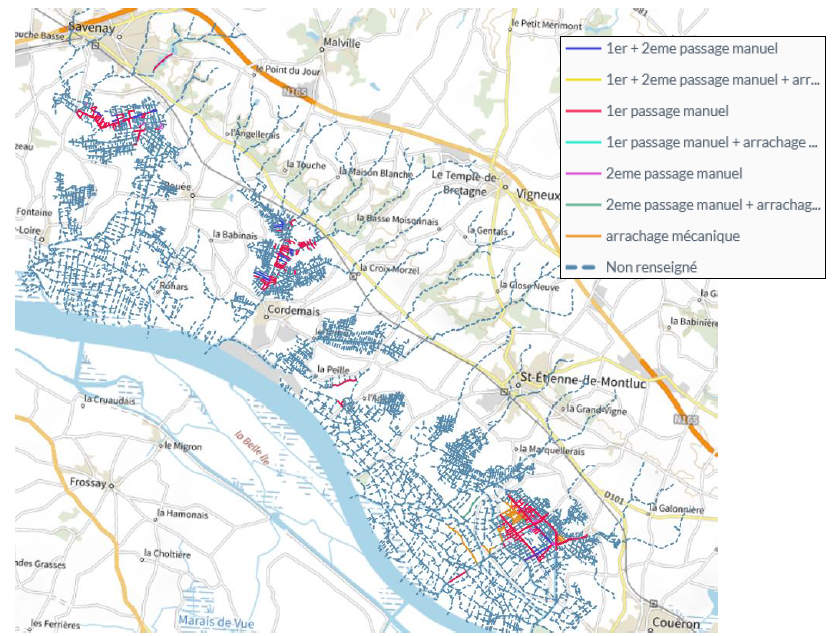 Savenay
le Petit Mérimont
Malville
le Point du Jour
N165
l'Angellerais
la Touche
la Maison Blanche
Le Temple-de-
Bretagne
Vigneux
la Basse Moisonnais
la Gentais
Fontaine
-Loire
la Babinais
la Croix-Morzel
la Close Neuve
Rohars
Cordemais
la Peille
St-Étienne-de-Montluc
la Grand Vigne
N165
la Cruaudais
le Migron
la Belle Ile
la Marquellerais
Frossay
D101
la Galonnière
la Hamonais
la Choltière
ndes Grasses
les Ferrières
Marais de Vue
Couëron
1er + 2eme passage manuel
1er + 2eme passage manuel + arr...
1er passage manuel
1er passage manuel + arrachage ...
2eme passage manuel
2eme passage manuel + arrachag...
arrachage mécanique
Non renseigné